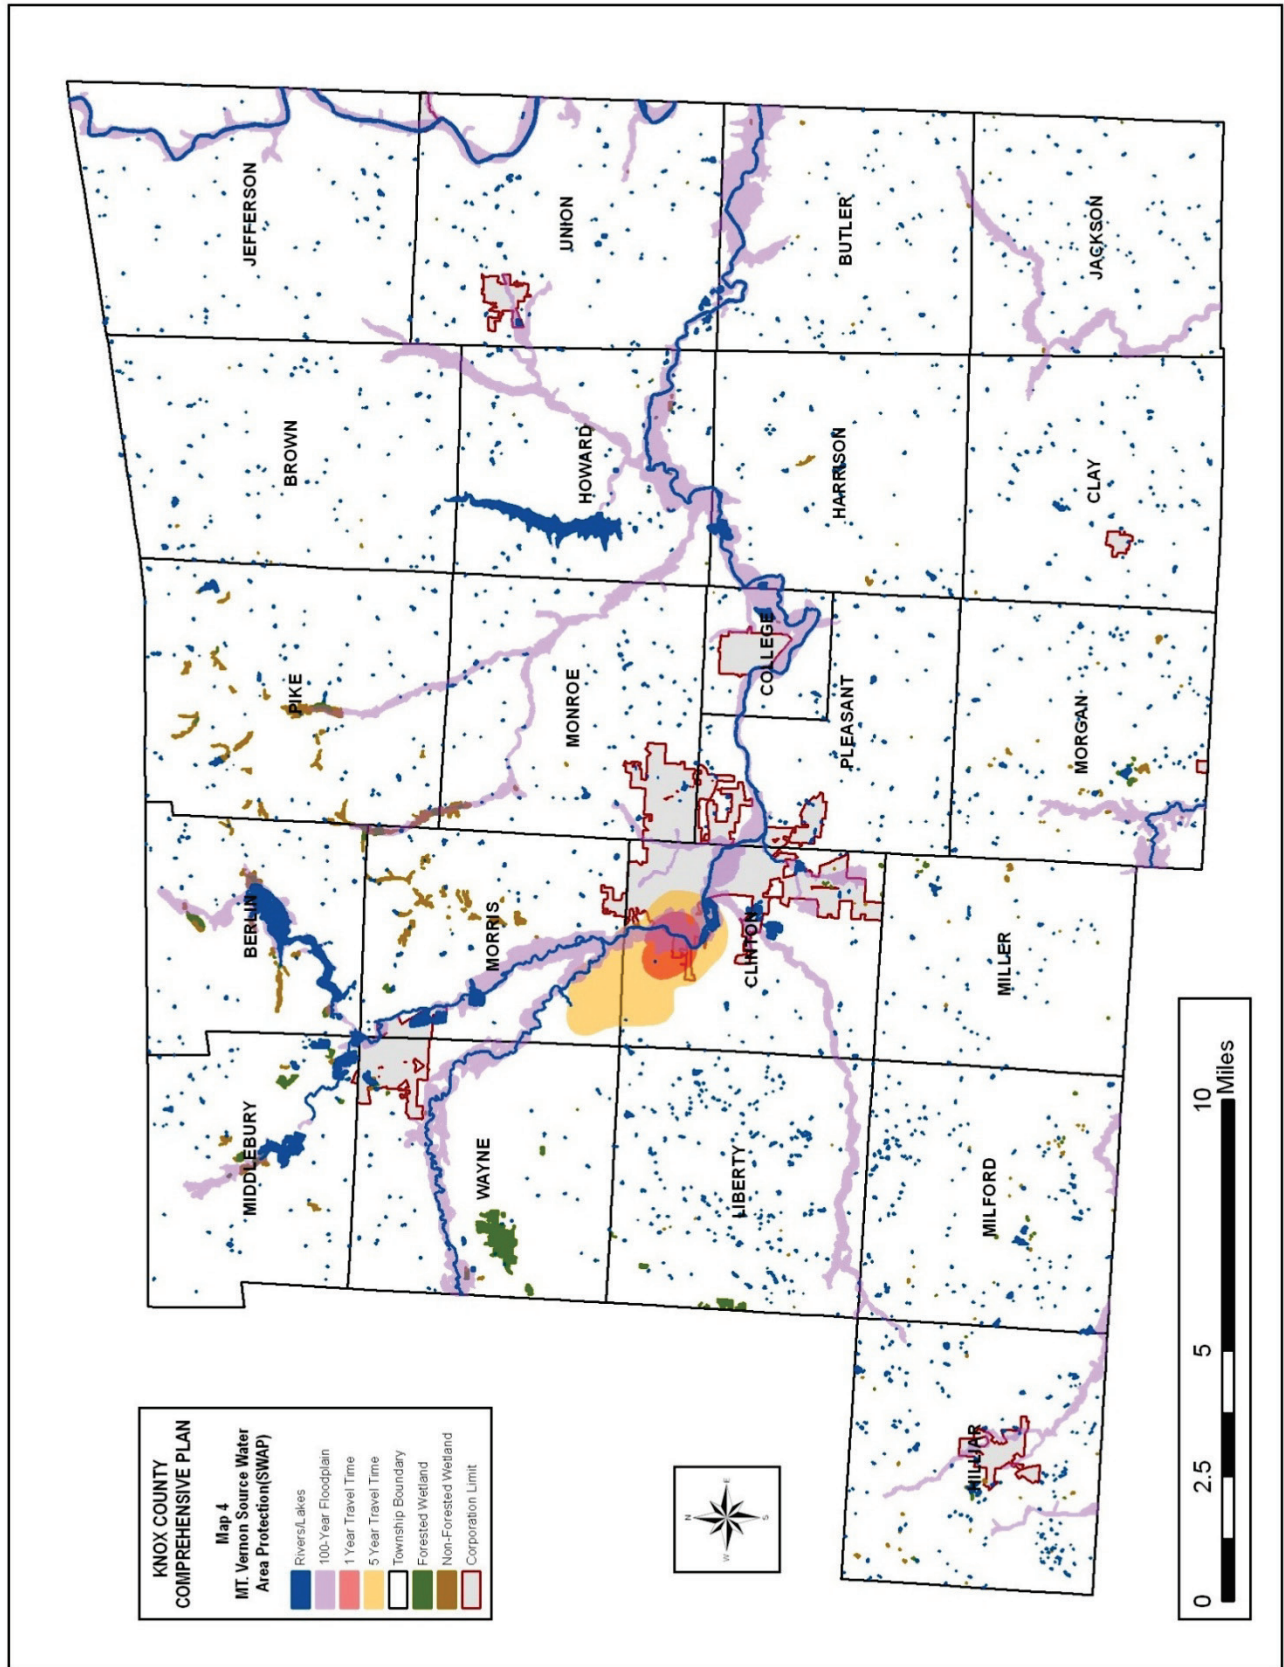 KNOX COUNTY
COMPREHENSIVE PLAN
Map 4
MT. Vernon Source Water
Area Protection(SWAP)
Rivers/Lakes
100-Year Floodplain
1 Year Travel Time
5 Year Travel Time
Township Boundary
Forested Wetland
Non-Forested Wetland
Corporation Limit
N
W
E
S
MIDDLEBURY
BERLIN
PIKE
BROWN
JEFFERSON
WAYNE
MORRIS
MONROE
HOWARD
UNION
LIBERTY
CLINTON
COLLEGE
PLEASANT
HARRISON
BUTLER
HILLIAR
MILFORD
MILLER
MORGAN
CLAY
JACKSON
0 2.5 5 10
Miles